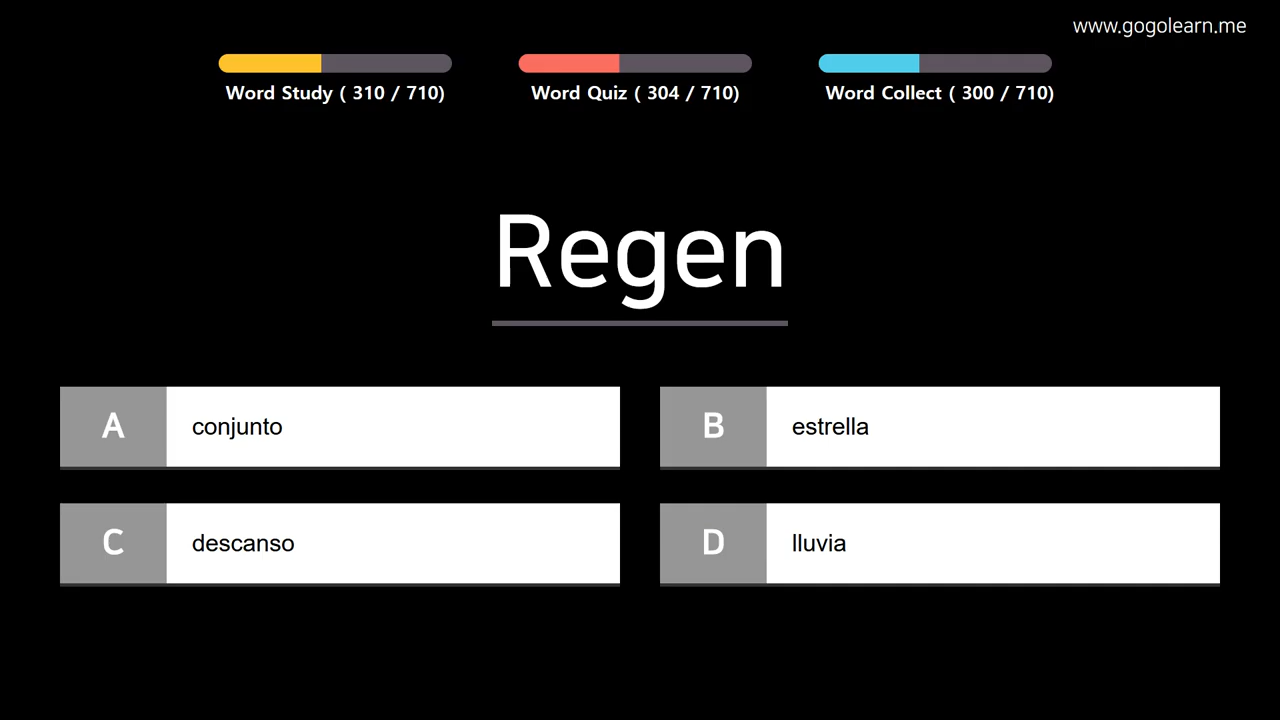 www.gogolearn.me
Word Study ( 310 / 710)
Word Quiz ( 304 / 710)
Word Collect ( 300 / 710)
Regen
A conjunto
B estrella
C descanso
D lluvia